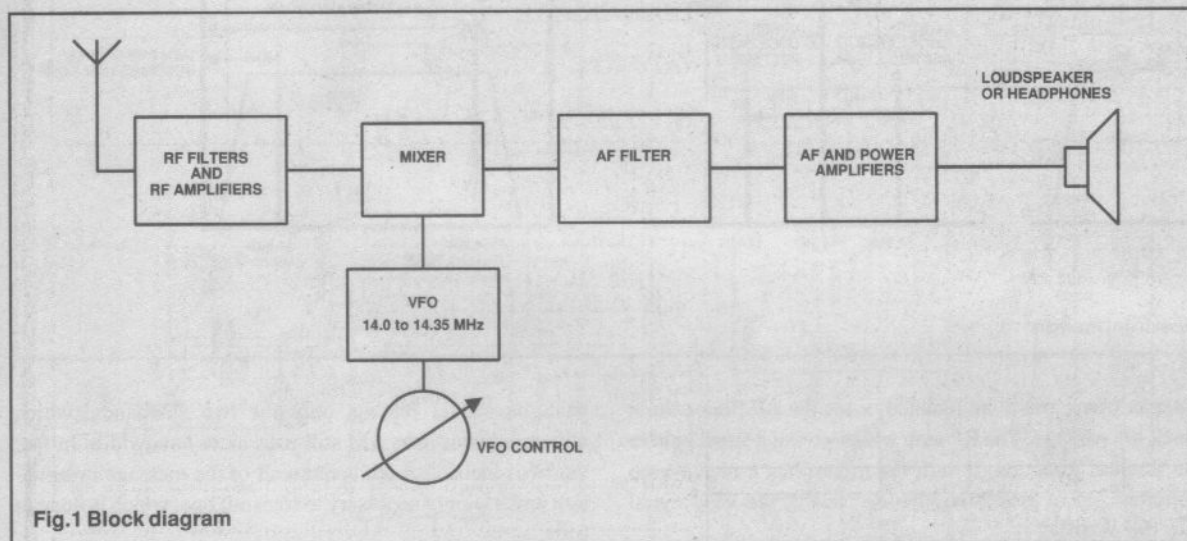 LOUDSPEAKER
OR HEADPHONES
RF FILTERS
AND
RF AMPLIFIERS
MIXER
AF FILTER
AF AND POWER
AMPLIFIERS
VFO
14.0 to 14.35 MHz
VFO CONTROL
Fig.1 Block diagram